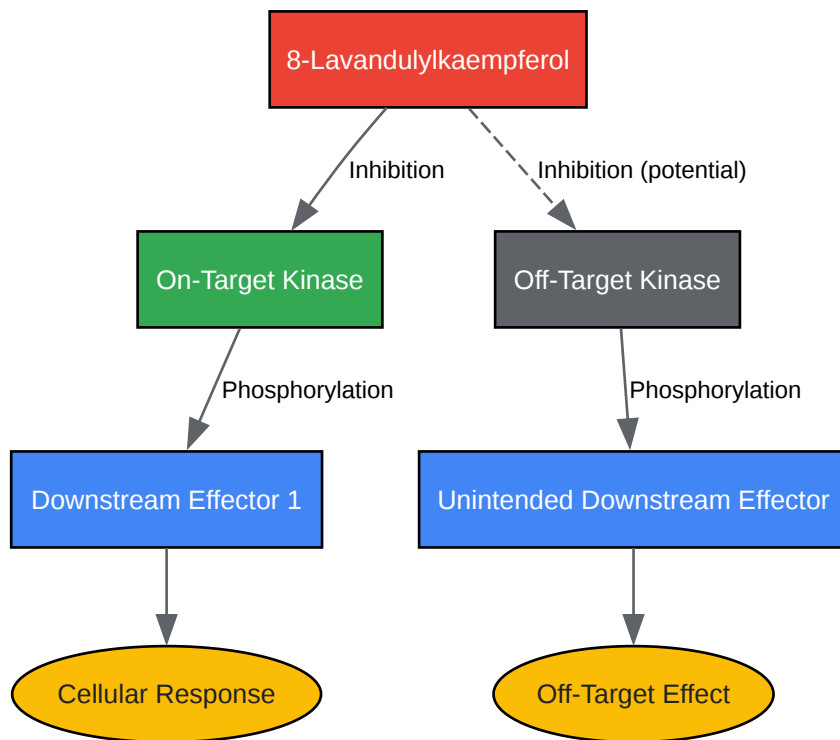 8-Lavandulylkaempferol
Inhibition
Inhibition (potential)
On-Target Kinase
Off-Target Kinase
Phosphorylation
Phosphorylation
Downstream Effector 1
Unintended Downstream Effector
Cellular Response
Off-Target Effect